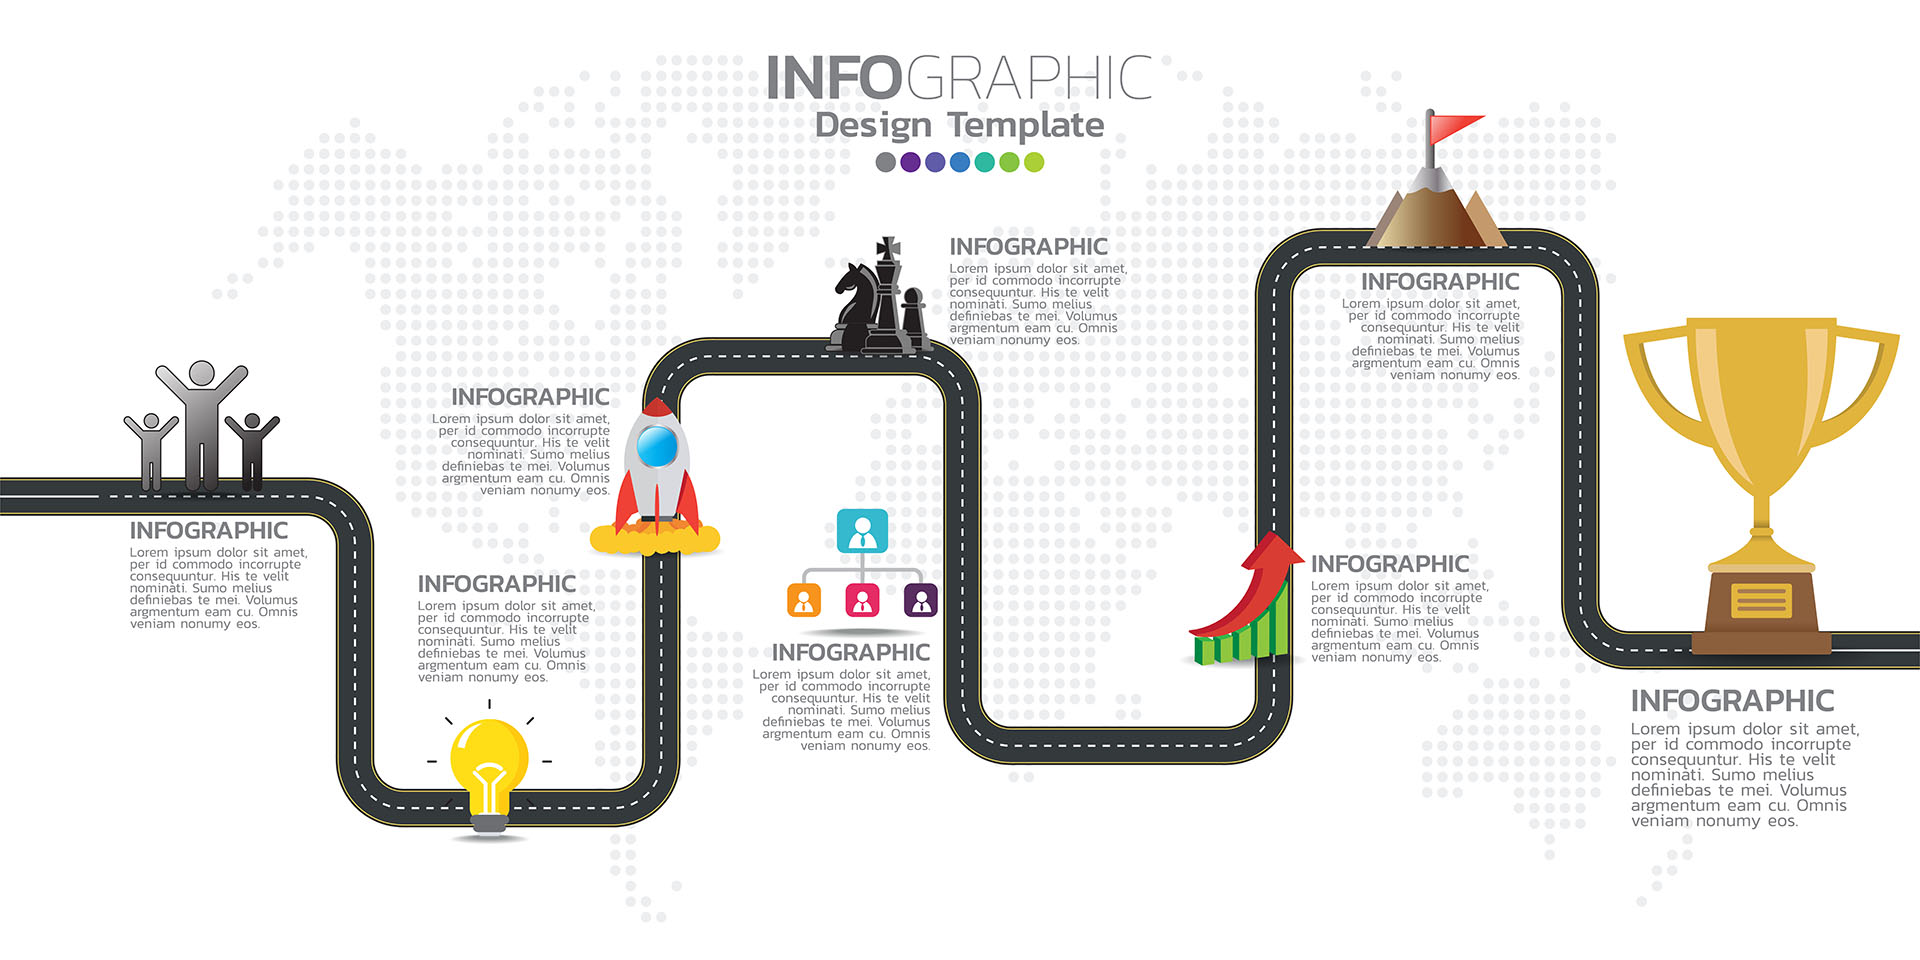 INFOGRAPHIC
Design Template
INFOGRAPHIC
Lorem ipsum dolor sit amet,
per id commodo incorrupte
consequuntur. His te velit
nominati. Sumo melius
definiebas te mei. Volumus
argmentum eam cu. Omnis
veniam nonumy eos.
INFOGRAPHIC
Lorem ipsum dolor sit amet,
per id commodo incorrupte
consequuntur. His te velit
nominati. Sumo melius
definiebas te mei. Volumus
argmentum eam cu. Omnis
veniam nonumy eos.
INFOGRAPHIC
Lorem ipsum dolor sit amet,
per id commodo incorrupte
consequuntur. His te velit
nominati. Sumo melius
definiebas te mei. Volumus
argmentum eam cu. Omnis
veniam nonumy eos.
INFOGRAPHIC
Lorem ipsum dolor sit amet,
per id commodo incorrupte
consequuntur. His te velit
nominati. Sumo melius
definiebas te mei. Volumus
argmentum eam cu. Omnis
veniam nonumy eos.
INFOGRAPHIC
Lorem ipsum dolor sit amet,
per id commodo incorrupte
consequuntur. His te velit
nominati. Sumo melius
definiebas te mei. Volumus
argmentum eam cu. Omnis
veniam nonumy eos.
INFOGRAPHIC
Lorem ipsum dolor sit amet,
per id commodo incorrupte
consequuntur. His te velit
nominati. Sumo melius
definiebas te mei. Volumus
argmentum eam cu. Omnis
veniam nonumy eos.
INFOGRAPHIC
Lorem ipsum dolor sit amet,
per id commodo incorrupte
consequuntur. His te velit
nominati. Sumo melius
definiebas te mei. Volumus
argmentum eam cu. Omnis
veniam nonumy eos.
INFOGRAPHIC
Lorem ipsum dolor sit amet,
per id commodo incorrupte
consequuntur. His te velit
nominati. Sumo melius
definiebas te mei. Volumus
argmentum eam cu. Omnis
veniam nonumy eos.